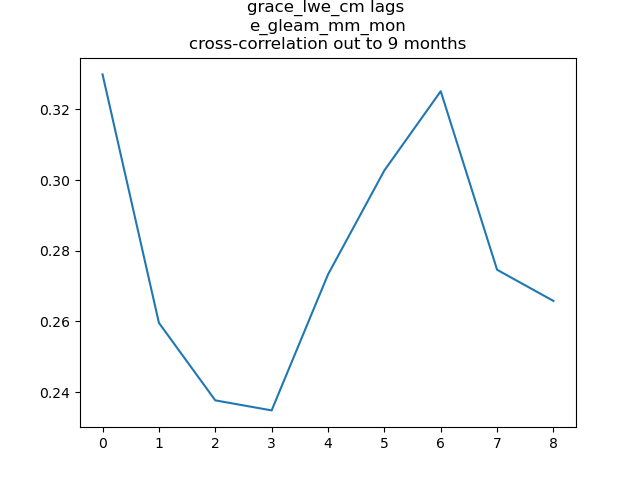 grace_lwe_cm lags
e_gleam_mm_mon
cross-correlation out to 9 months
0.32
0.30
0.28
0.26
0.24
0 1 2 3 4 5 6 7 8